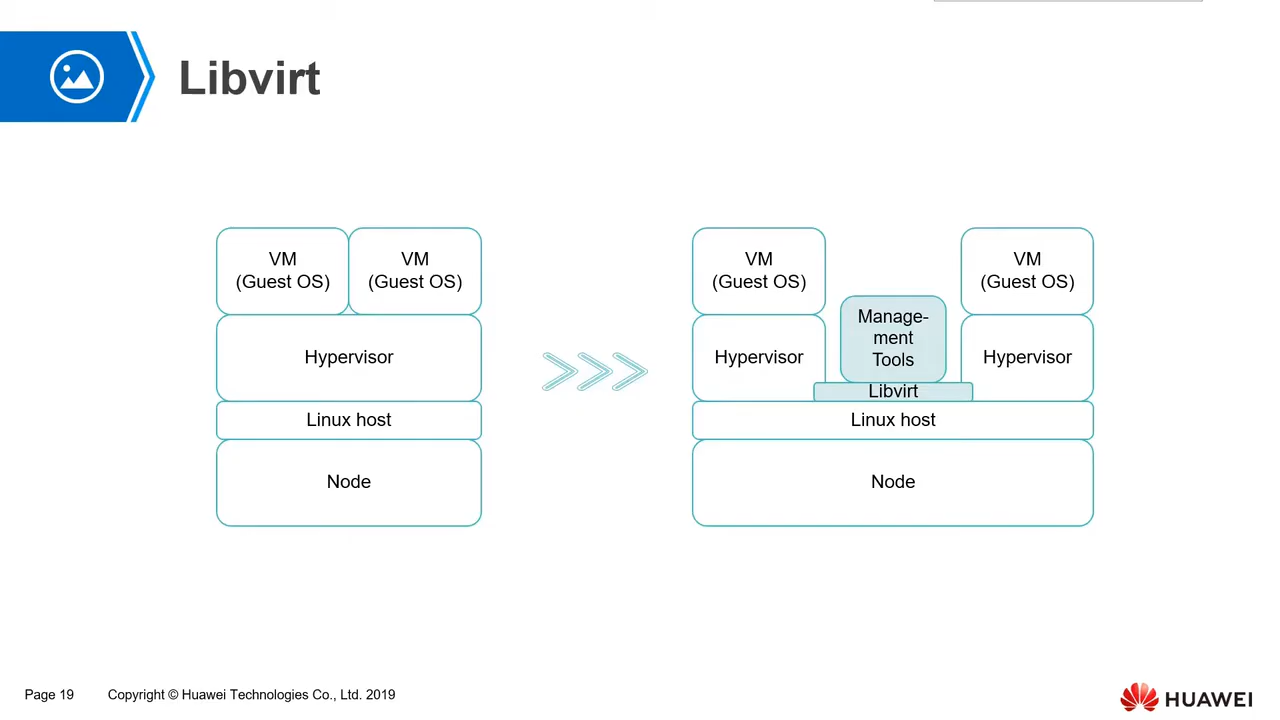 Libvirt
VM
(Guest OS)
VM
(Guest OS)
Hypervisor
Linux host
Node
VM
(Guest OS)
VM
(Guest OS)
Hypervisor
Manage-
ment
Tools
Hypervisor
Libvirt
Linux host
Node
Page 19
Copyright © Huawei Technologies Co., Ltd. 2019
HUAWEI